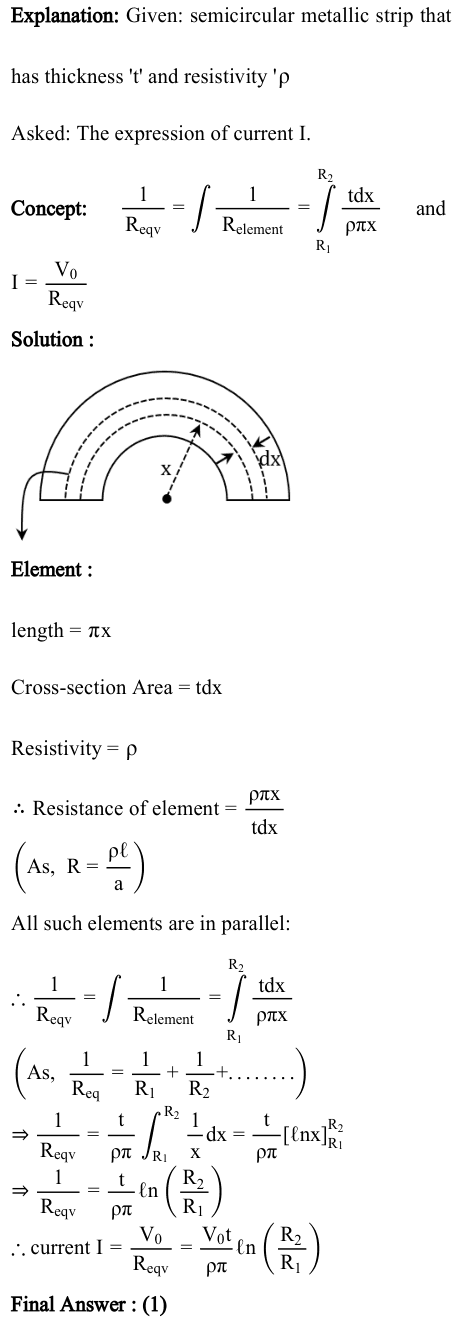 Explanation: Given: semicircular metallic strip that
has thickness 't' and resistivity 'ρ
Asked: The expression of current I.
Concept: 1/R_eqv = ∫ 1/R_element = ∫_{R₁}^{R₂} tdx/ρπx and
I = V₀/R_eqv
Solution :
x
dx
Element :
length = πx
Cross-section Area = tdx
Resistivity = ρ
∴ Resistance of element = ρπx/tdx
(As, R = ρℓ/a)
All such elements are in parallel:
∴ 1/R_eqv = ∫ 1/R_element = ∫_{R₁}^{R₂} tdx/ρπx
(As, 1/R_eq = 1/R₁ + 1/R₂ +........)
⇒ 1/R_eqv = t/ρπ ∫_{R₁}^{R₂} 1/x dx = t/ρπ [ℓnx]_{R₁}^{R₂}
⇒ 1/R_eqv = t/ρπ ℓn (R₂/R₁)
∴ current I = V₀/R_eqv = V₀t/ρπ ℓn (R₂/R₁)
Final Answer : (1)